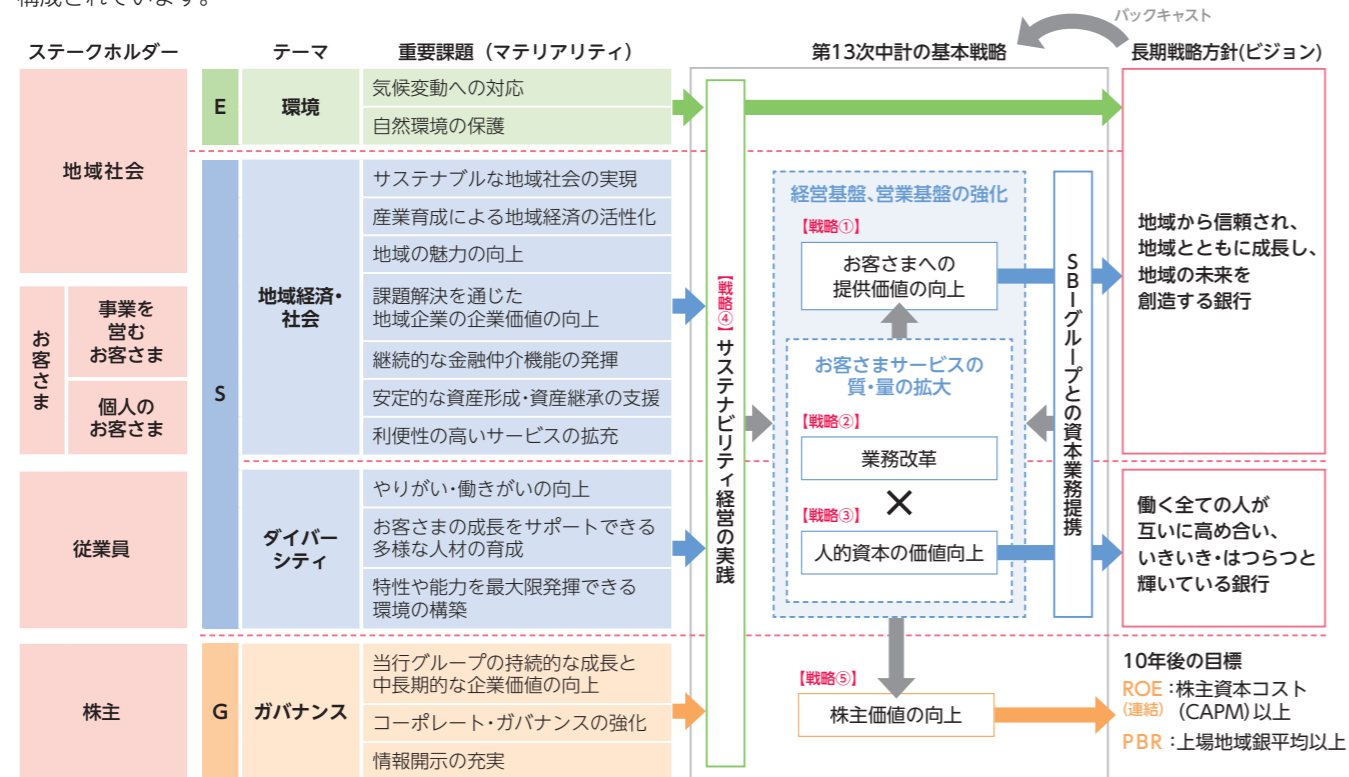 構成されています。
バックキャスト
ステークホルダー
テーマ
重要課題（マテリアリティ）
第13次中計の基本戦略
長期戦略方針(ビジョン)
地域社会
お客さま
事業を
営む
お客さま
個人の
お客さま
従業員
株主
E
環境
気候変動への対応
自然環境の保護
S
地域経済・
社会
サステナブルな地域社会の実現
産業育成による地域経済の活性化
地域の魅力の向上
課題解決を通じた
地域企業の企業価値の向上
継続的な金融仲介機能の発揮
安定的な資産形成・資産継承の支援
利便性の高いサービスの拡充
ダイバー
シティ
やりがい・働きがいの向上
お客さまの成長をサポートできる
多様な人材の育成
特性や能力を最大限発揮できる
環境の構築
G
ガバナンス
当行グループの持続的な成長と
中長期的な企業価値の向上
コーポレート・ガバナンスの強化
情報開示の充実
【戦略④】サステナビリティ経営の実践
経営基盤、営業基盤の強化
【戦略①】
お客さまへの
提供価値の向上
お客さまサービスの
質・量の拡大
【戦略②】
業務改革
×
【戦略③】
人的資本の価値向上
【戦略⑤】
株主価値の向上
SBIグループとの資本業務提携
地域から信頼され、
地域とともに成長し、
地域の未来を
創造する銀行
働く全ての人が
互いに高め合い、
いきいき・はつらつと
輝いている銀行
10年後の目標
ROE：株主資本コスト
(連結) (CAPM)以上
PBR：上場地域銀平均以上